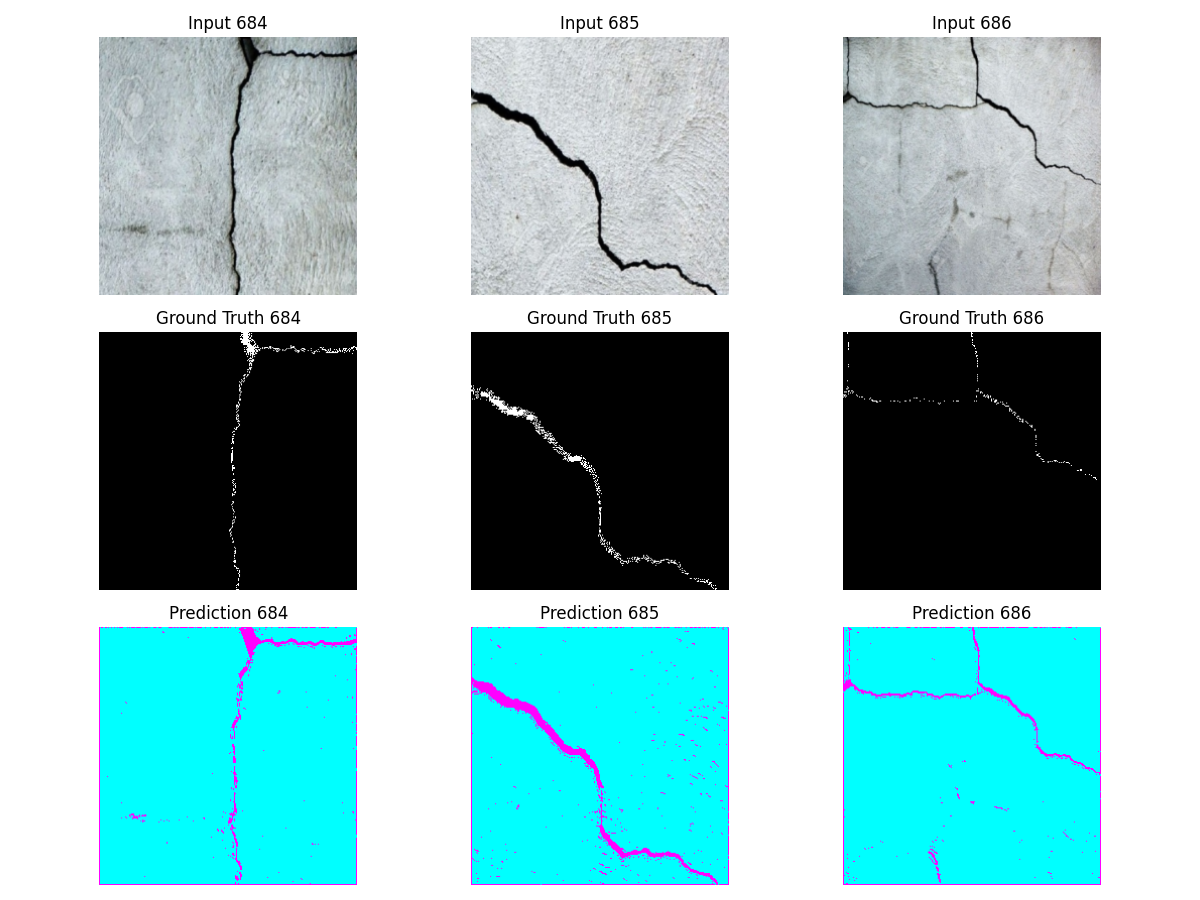 Input 684
Input 685
Input 686
Ground Truth 684
Ground Truth 685
Ground Truth 686
Prediction 684
Prediction 685
Prediction 686